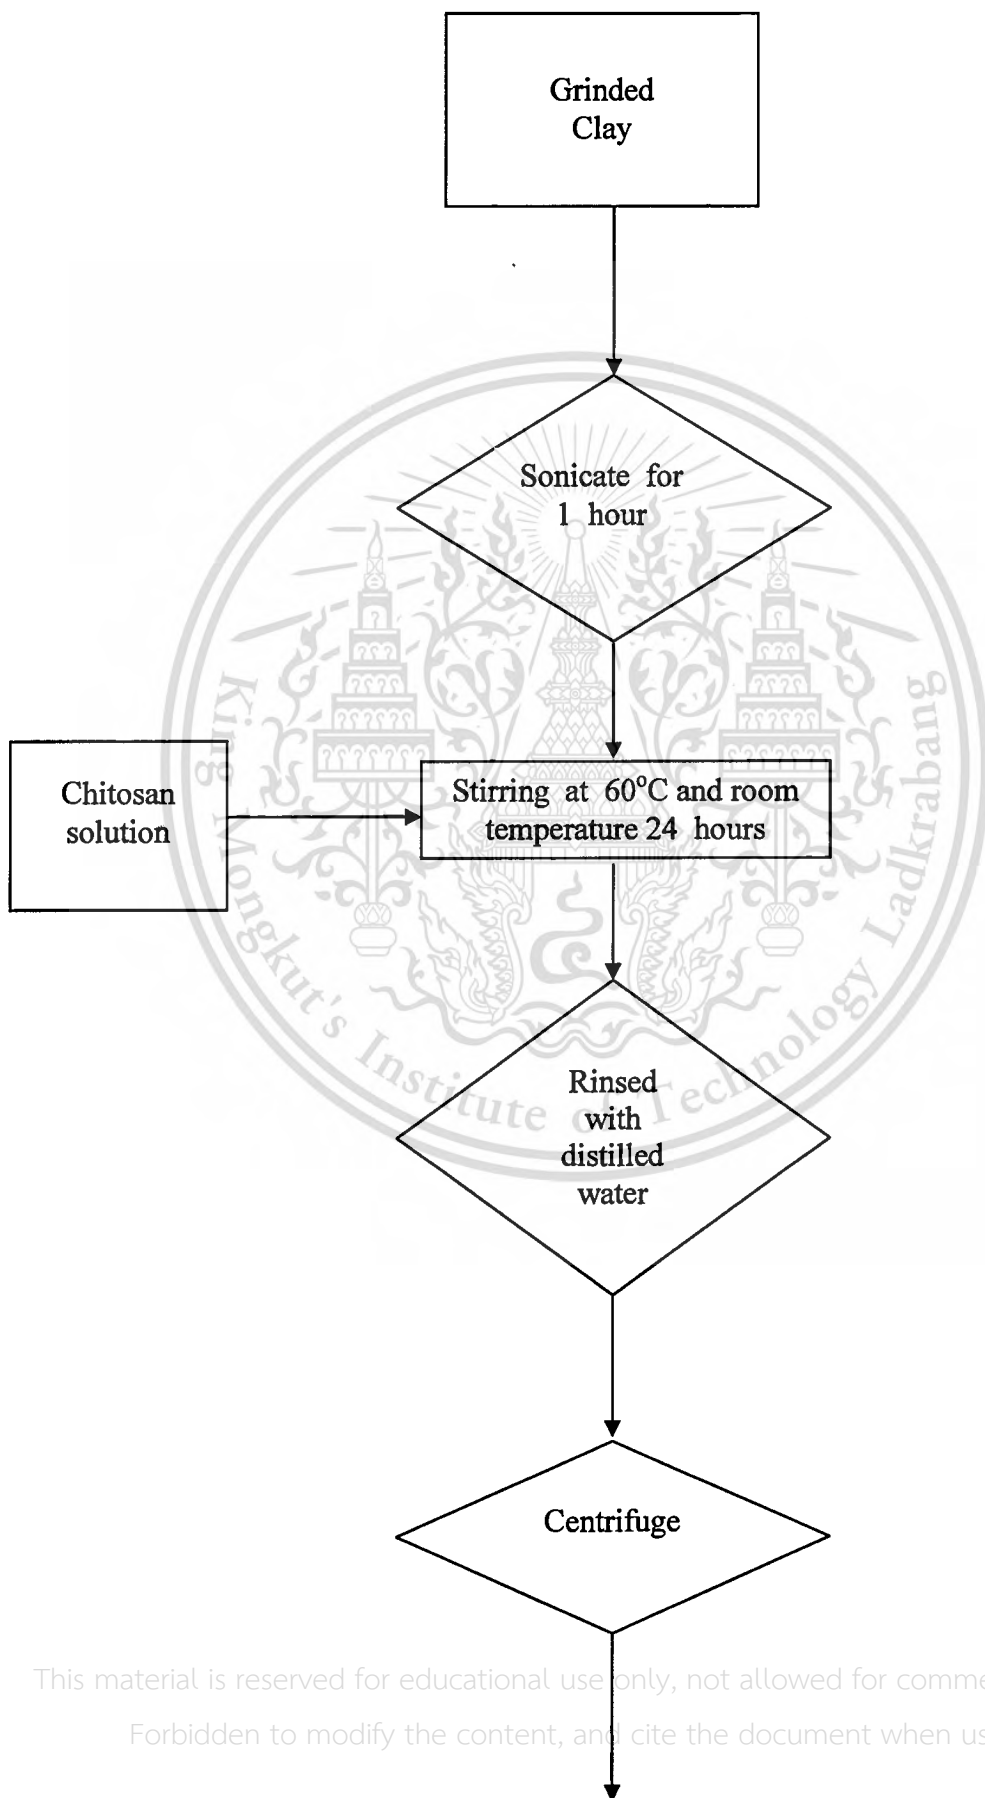 Grinded
Clay
Sonicate for
1 hour
Chitosan
solution
Stirring at 60°C and room
temperature 24 hours
Rinsed
with
distilled
water
Centrifuge
King Mongkut's Institute of Technology Ladkrabang
This material is reserved for educational use only, not allowed for comme
Forbidden to modify the content, and cite the document when us